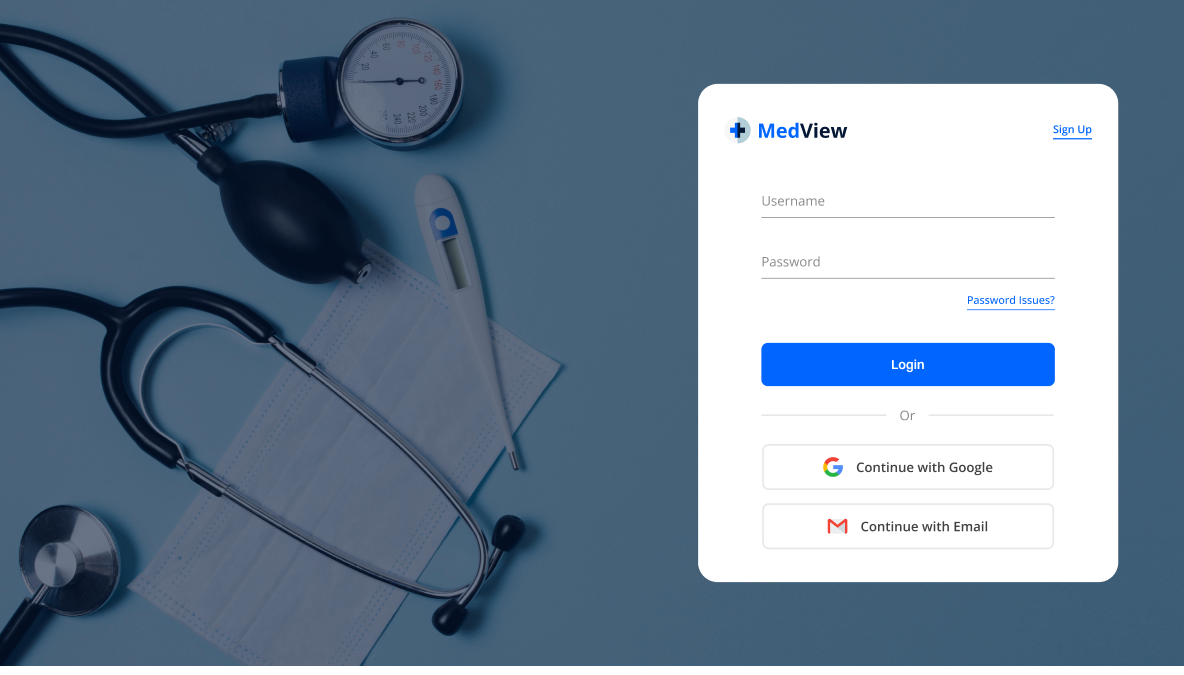 MedView
Sign Up
Username
Password
Password Issues?
Login
Or
Continue with Google
Continue with Email